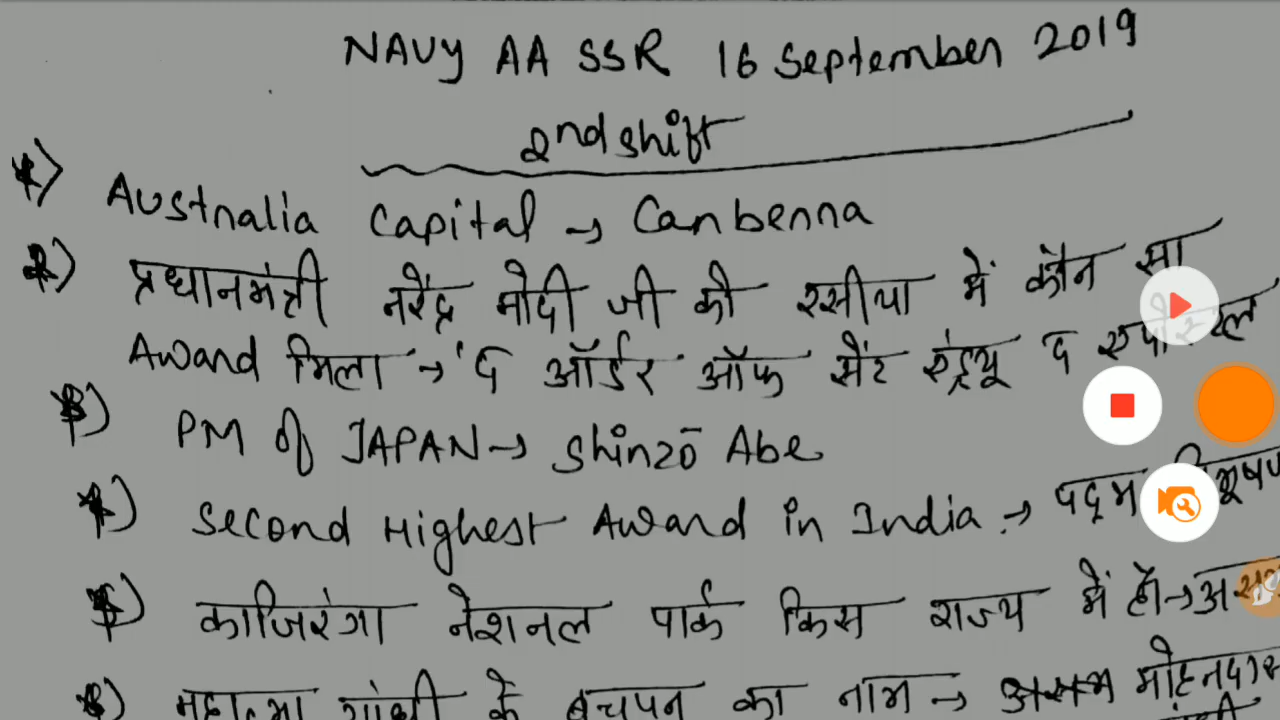 NAVY AA SSR 16 September 2019
2nd shift
1) Australia Capital → Canberra
2) प्रधानमंत्री नरेंद्र मोदी जी को रसीया में कौन सा
Award मिला → 'द ऑर्डर ऑफ सैंट एंड्रयू द
3) PM of JAPAN → Shinzō Abe
4) Second Highest Award in India → पद्म
5) काजिरंगा नेशनल पार्क किस राज्य में हैं →
6) महात्मा गांधी के बचपन का नाम →